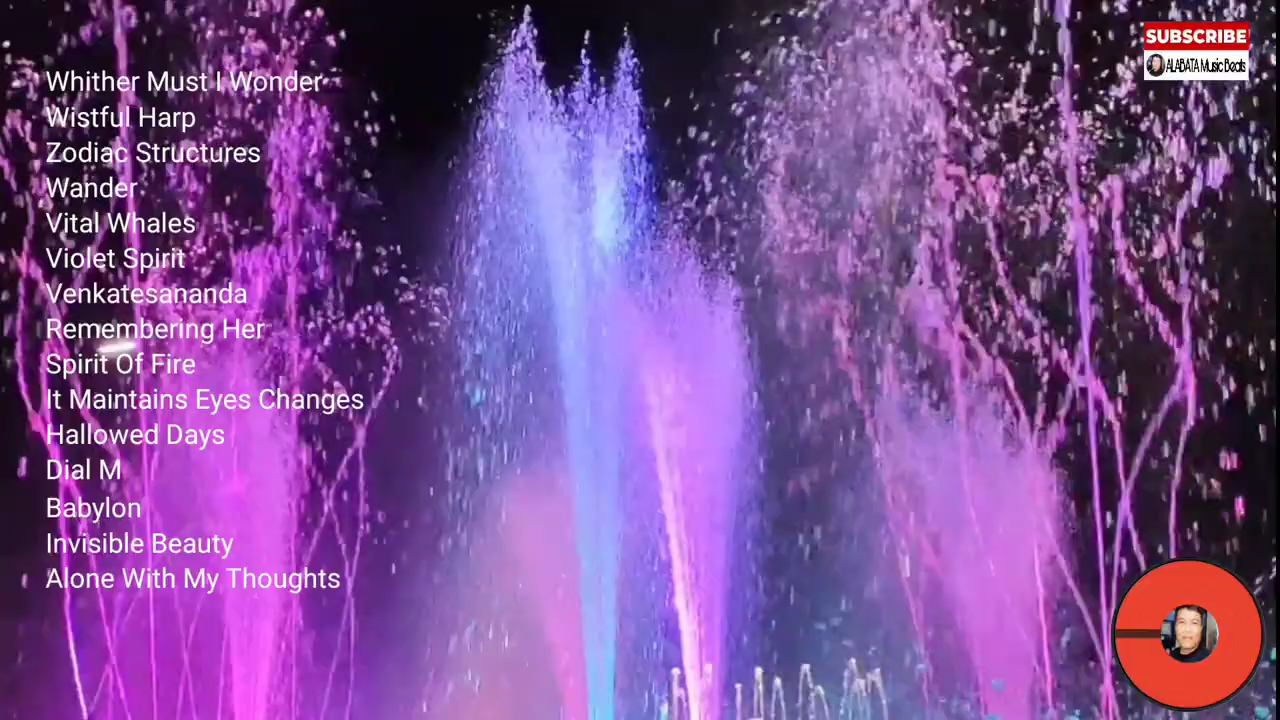 Whither Must I Wonder
Wistful Harp
Zodiac Structures
Wander
Vital Whales
Violet Spirit
Venkatesananda
Remembering Her
Spirit Of Fire
It Maintains Eyes Changes
Hallowed Days
Dial M
Babylon
Invisible Beauty
Alone With My Thoughts
SUBSCRIBE
ALABATA Music Beats